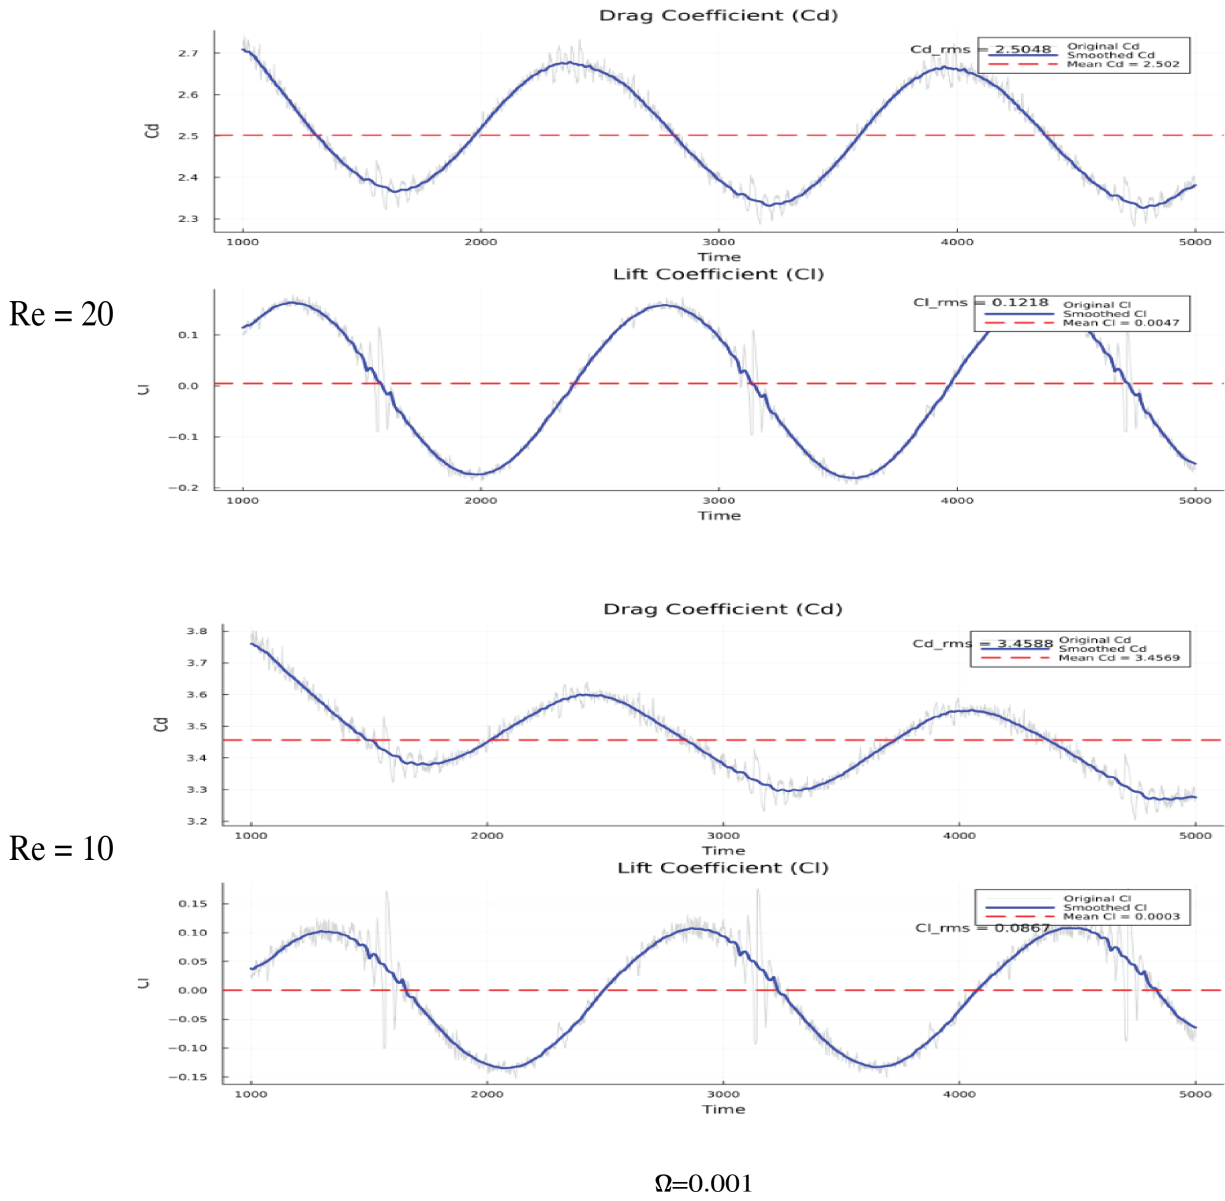 Drag Coefficient (Cd)
Cd_rms = 2.5048
Original Cd
Smoothed Cd
Mean Cd = 2.502
2.7
2.6
2.5
2.4
2.3
Cd
1000 2000 3000 4000 5000
Time
Re = 20
Lift Coefficient (Cl)
Cl_rms = 0.1218
Original Cl
Smoothed Cl
Mean Cl = 0.0047
0.1
0.0
−0.1
−0.2
Cl
1000 2000 3000 4000 5000
Time
Drag Coefficient (Cd)
Cd_rms = 3.4588
Original Cd
Smoothed Cd
Mean Cd = 3.4569
3.8
3.7
3.6
3.5
3.4
3.3
3.2
Cd
1000 2000 3000 4000 5000
Time
Re = 10
Lift Coefficient (Cl)
Original Cl
Smoothed Cl
Mean Cl = 0.0003
Cl_rms = 0.0867
0.15
0.10
0.05
0.00
−0.05
−0.10
−0.15
Cl
1000 2000 3000 4000 5000
Time
Ω=0.001